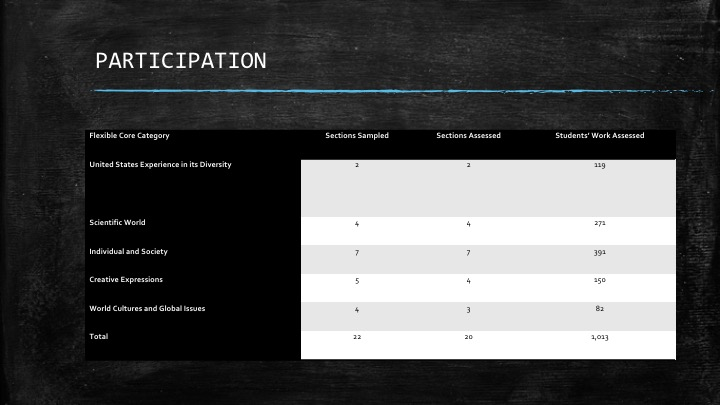 PARTICIPATION
Flexible Core Category Sections Sampled Sections Assessed Students' Work Assessed
United States Experience in its Diversity 2 2 119
Scientific World 4 4 271
Individual and Society 7 7 391
Creative Expressions 5 4 150
World Cultures and Global Issues 4 3 82
Total 22 20 1,013